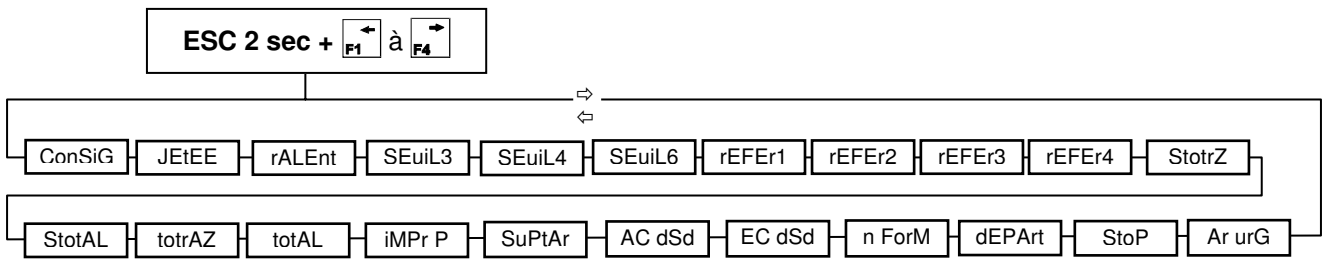 ESC 2 sec + F1 ← à F4 →
⇨
⇦
ConSiG JEtEE rALEnt SEuiL3 SEuiL4 SEuiL6 rEFEr1 rEFEr2 rEFEr3 rEFEr4 StotrZ
StotAL totrAZ totAL iMPr P SuPtAr AC dSd EC dSd n ForM dEPArt StoP Ar urG